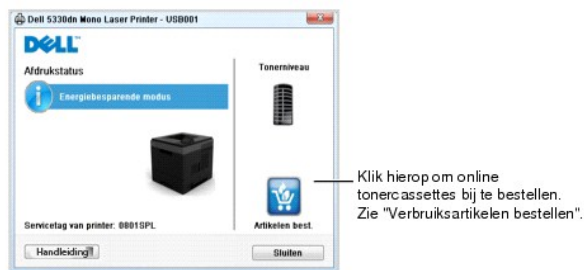 Dell 5330dn Mono Laser Printer - USB001
DELL™
Afdrukstatus
Energiebesparende modus
Tonerniveau
Servicetag van printer: 0801SPL
Artikelen best.
Handleiding
Sluiten
Klik hierop om online
tonercassettes bij te bestellen.
Zie "Verbruiksartikelen bestellen".